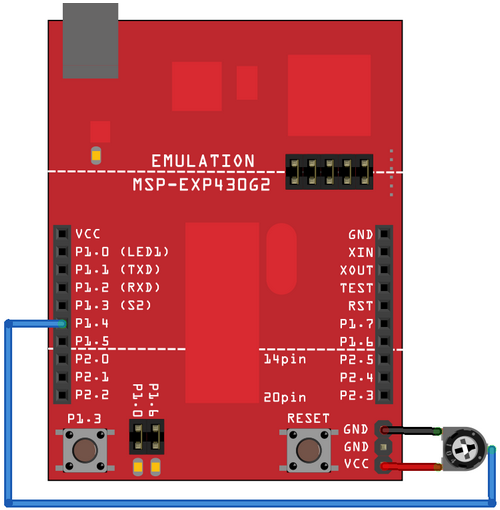 EMULATION
MSP-EXP430G2
VCC
P1.0 (LED1)
P1.1 (TXD)
P1.2 (RXD)
P1.3 (S2)
P1.4
P1.5
P2.0
P2.1
P2.2
GND
XIN
XOUT
TEST
RST
P1.7
P1.6
P2.5
P2.4
P2.3
14pin
20pin
P1.3
P1.0
P1.6
RESET
GND
GND
VCC